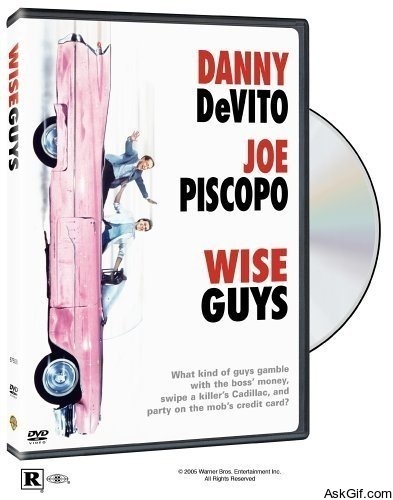 WISE GUYS
DANNY
DeVITO
JOE
PISCOPO
WISE
GUYS
What kind of guys gamble
with the boss' money,
swipe a killer's Cadillac, and
party on the mob's credit card?
DVD
VIDEO
DVD
R
© 2005 Warner Bros. Entertainment Inc.
All Rights Reserved
AskGif.com